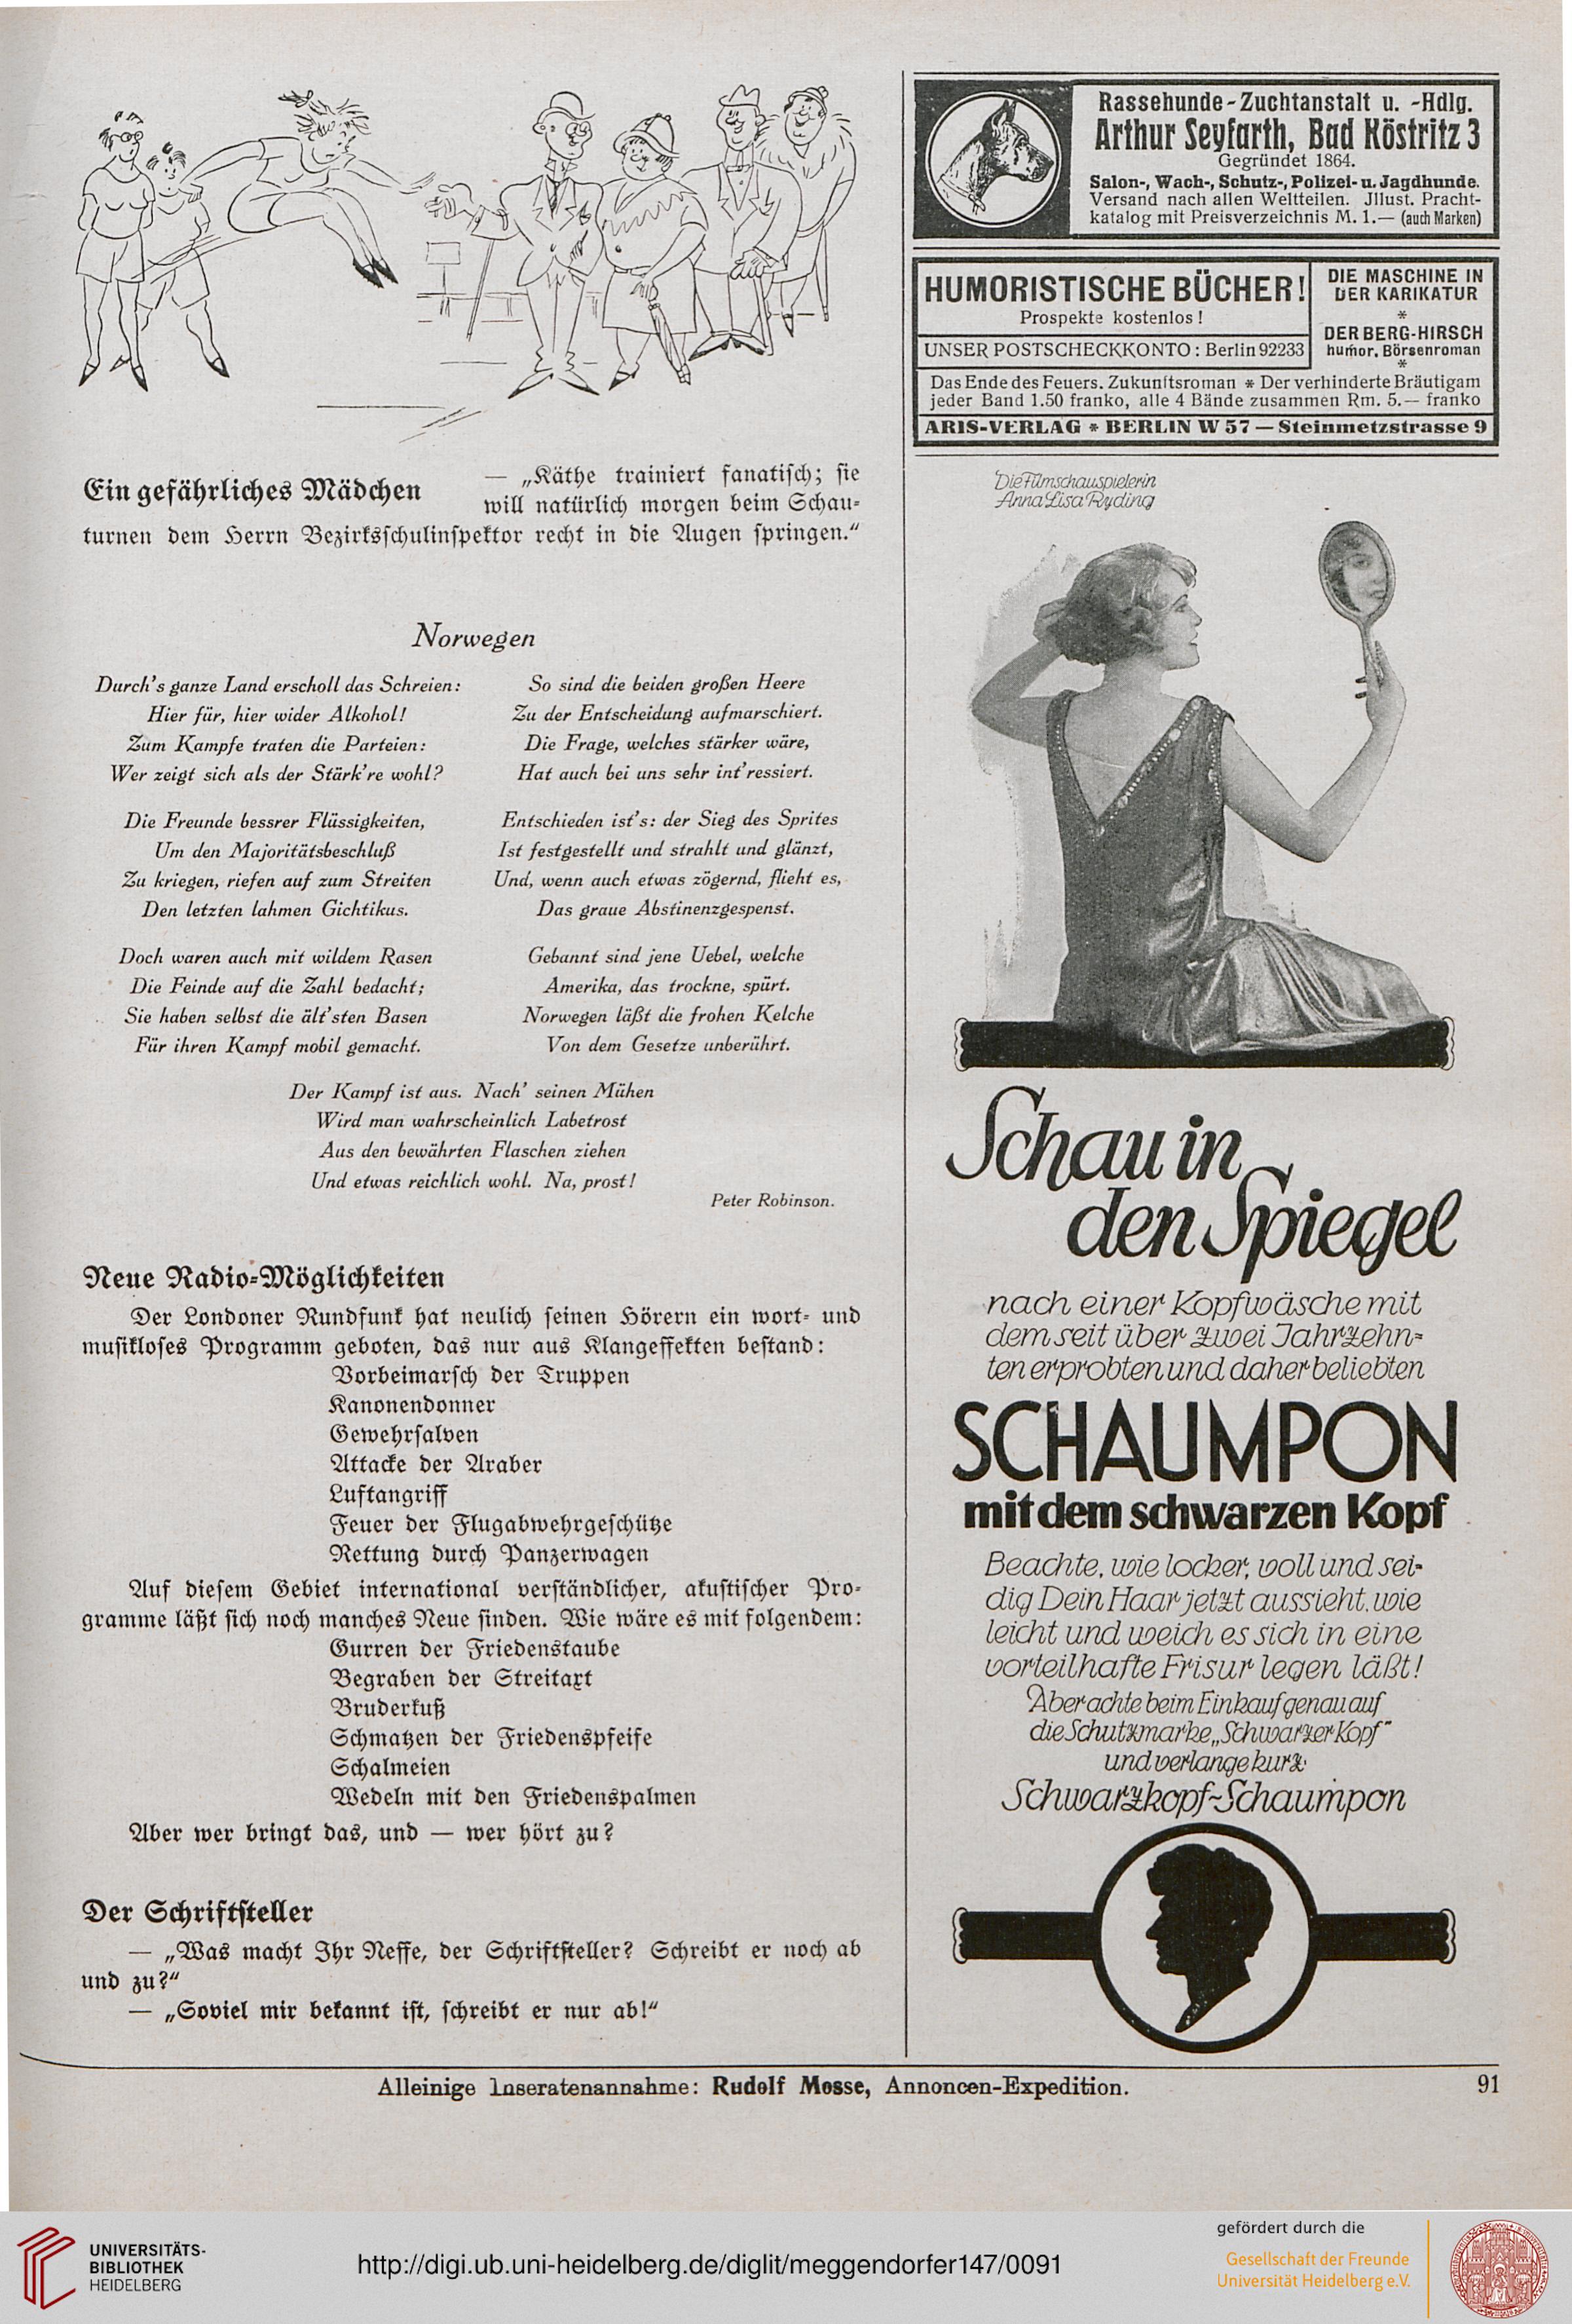 Ein gefährliches Mädchen
— „Käthe trainiert fanatisch; sie
will natürlich morgen beim Schau-
turnen dem Herrn Bezirksschulinspektor recht in die Augen springen.“
Norwegen
Durch's ganze Land erscholl das Schreien:
Hier für, hier wider Alkohol!
Zum Kampfe traten die Parteien:
Wer zeigt sich als der Stärk're wohl?
Die Freunde bessrer Flüssigkeiten,
Um den Majoritätsbeschluß
Zu kriegen, riefen auf zum Streiten
Den letzten lahmen Gichtikus.
Doch waren auch mit wildem Rasen
Die Feinde auf die Zahl bedacht;
Sie haben selbst die ält'sten Basen
Für ihren Kampf mobil gemacht.
So sind die beiden großen Heere
Zu der Entscheidung aufmarschiert.
Die Frage, welches stärker wäre,
Hat auch bei uns sehr int'ressiert.
Entschieden ist's: der Sieg des Sprites
Ist festgestellt und strahlt und glänzt,
Und, wenn auch etwas zögernd, flieht es,
Das graue Abstinenzgespenst.
Gebannt sind jene Uebel, welche
Amerika, das trockne, spürt.
Norwegen läßt die frohen Kelche
Von dem Gesetze unberührt.
Der Kampf ist aus. Nach' seinen Mühen
Wird man wahrscheinlich Labetrost
Aus den bewährten Flaschen ziehen
Und etwas reichlich wohl. Na, prost!
Peter Robinson.
Neue Radio-Möglichkeiten
Der Londoner Rundfunk hat neulich seinen Hörern ein wort- und
musikloses Programm geboten, das nur aus Klangeffekten bestand:
Vorbeimarsch der Truppen
Kanonendonner
Gewehrsalven
Attacke der Araber
Luftangriff
Feuer der Flugabwehrgeschütze
Rettung durch Panzerwagen
Auf diesem Gebiet international verständlicher, akustischer Pro-
gramme läßt sich noch manches Neue finden. Wie wäre es mit folgendem:
Gurren der Friedenstaube
Begraben der Streitaxt
Bruderkuß
Schmatzen der Friedenspfeife
Schalmeien
Wedeln mit den Friedenspalmen
Aber wer bringt das, und — wer hört zu?
Der Schriftsteller
— „Was macht Ihr Neffe, der Schriftsteller? Schreibt er noch ab
und zu?“
— „Soviel mir bekannt ist, schreibt er nur ab!“
Rassehunde-Zuchtanstalt u. -Hdlg.
Arthur Seyfarth, Bad Köstritz 3
Gegründet 1864.
Salon-, Wach-, Schutz-, Polizei- u. Jagdhunde.
Versand nach allen Weltteilen. Jllust. Pracht-
katalog mit Preisverzeichnis M. 1.— (auch Marken)
HUMORISTISCHE BÜCHER!
Prospekte kostenlos!
UNSER POSTSCHECKKONTO: Berlin 92233
DIE MASCHINE IN
DER KARIKATUR
*
DER BERG-HIRSCH
humor. Börsenroman
*
Das Ende des Feuers. Zukunftsroman * Der verhinderte Bräutigam
jeder Band 1.50 franko, alle 4 Bände zusammen Rm. 5.— franko
ARIS-VERLAG * BERLIN W 57 — Steinmetzstrasse 9
Die Filmschauspielerin
Anna Lisa Ryding
Schau in
den Spiegel
nach einer Kopfwäsche mit
dem seit über zwei Jahrzehn-
ten erprobten und daher beliebten
SCHAUMPON
mit dem schwarzen Kopf
Beachte, wie locker, voll und sei-
dig Dein Haar jetzt aussieht, wie
leicht und weich es sich in eine
vorteilhafte Frisur legen läßt!
Aber achte beim Einkauf genau auf
die Schutzmarke „Schwarzer Kopf“
und verlange kurz:
Schwarzkopf-Schaumpon
Alleinige Inseratenannahme: Rudolf Mosse, Annoncen-Expedition.
91
UNIVERSITÄTS-
BIBLIOTHEK
HEIDELBERG
http://digi.ub.uni-heidelberg.de/diglit/meggendorfer147/0091
gefördert durch die
Gesellschaft der Freunde
Universität Heidelberg e.V.